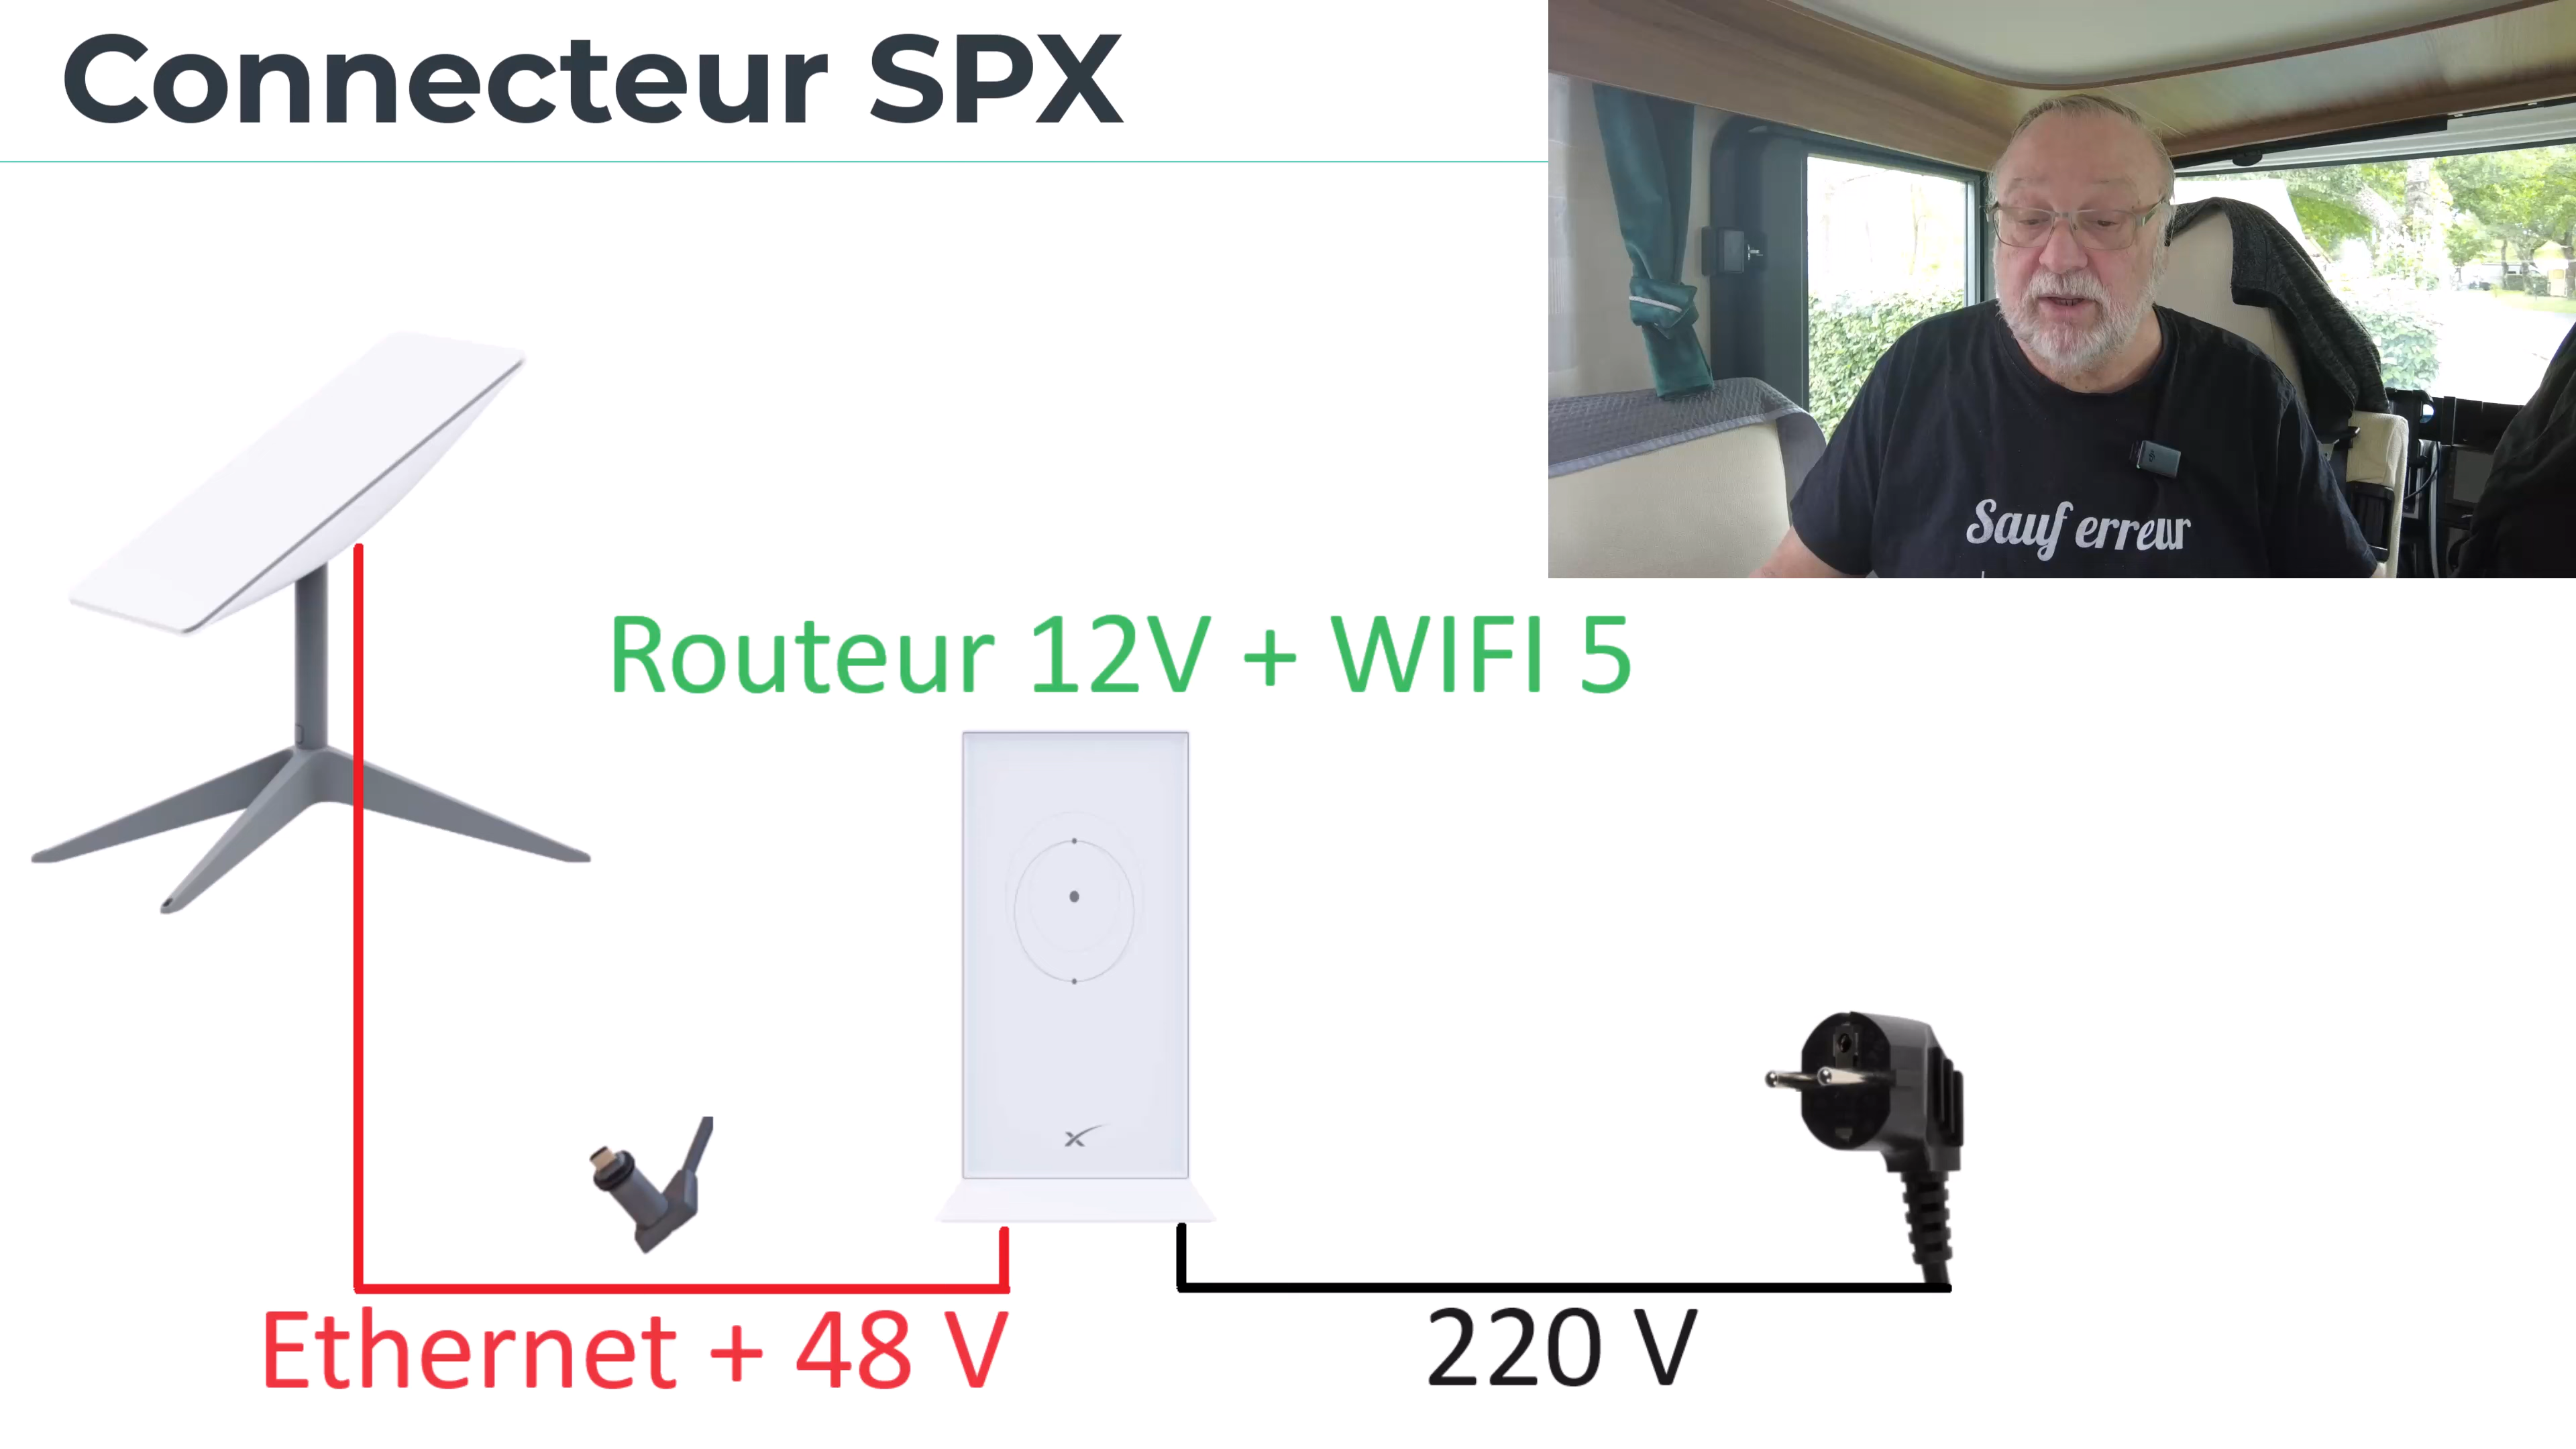 Connecteur SPX
Sauf erreur
Routeur 12V + WIFI 5
Ethernet + 48 V
220 V